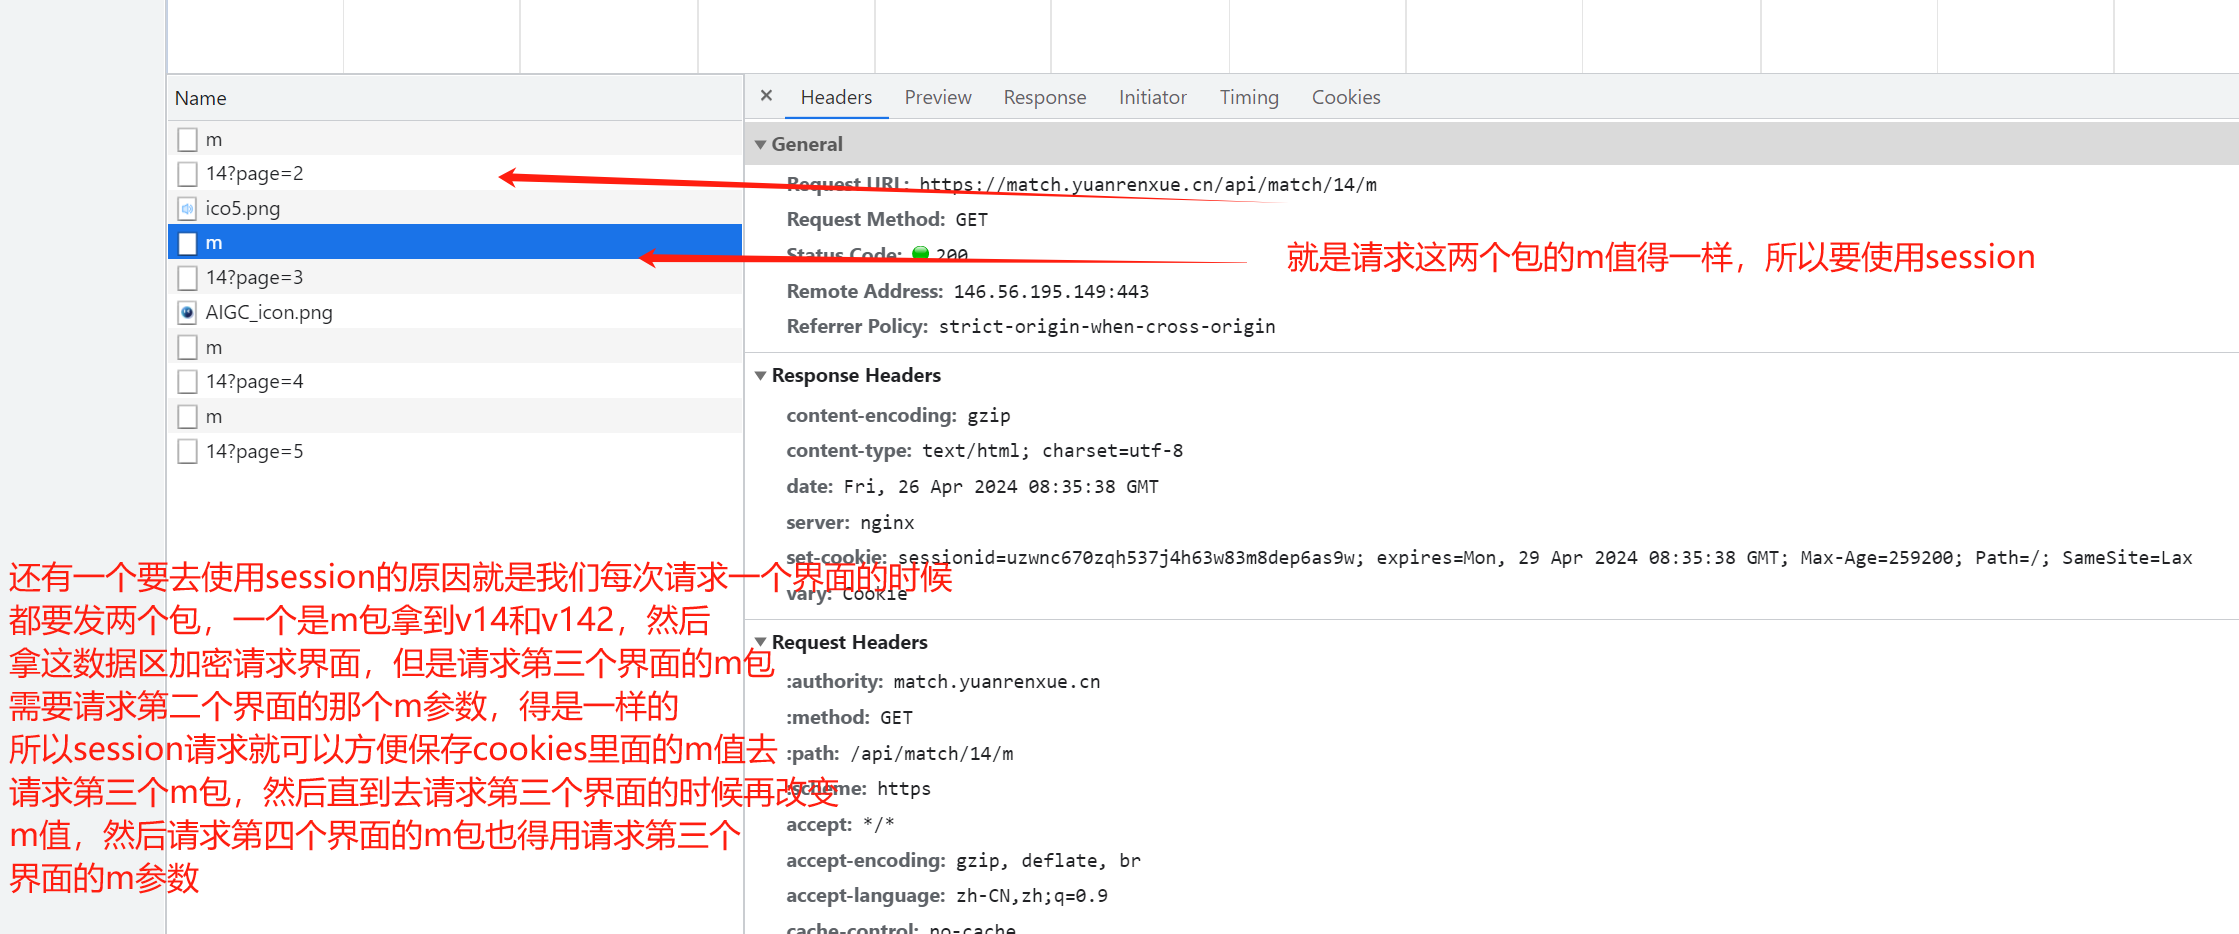 Name
m
14?page=2
ico5.png
m
14?page=3
AIGC_icon.png
m
14?page=4
m
14?page=5
还有一个要去使用session的原因就是我们每次请求一个界面的时候
都要发两个包，一个是m包拿到v14和v142，然后
拿这数据区加密请求界面，但是请求第三个界面的m包
需要请求第二个界面的那个m参数，得是一样的
所以session请求就可以方便保存cookies里面的m值去
请求第三个m包，然后直到去请求第三个界面的时候再改变
m值，然后请求第四个界面的m包也得用请求第三个
界面的m参数
× Headers Preview Response Initiator Timing Cookies
General
Request URL: https://match.yuanrenxue.cn/api/match/14/m
Request Method: GET
Status Code: 200
就是请求这两个包的m值得一样，所以要使用session
Remote Address: 146.56.195.149:443
Referrer Policy: strict-origin-when-cross-origin
Response Headers
content-encoding: gzip
content-type: text/html; charset=utf-8
date: Fri, 26 Apr 2024 08:35:38 GMT
server: nginx
set-cookie: sessionid=uzwnc670zqh537j4h63w83m8dep6as9w; expires=Mon, 29 Apr 2024 08:35:38 GMT; Max-Age=259200; Path=/; SameSite=Lax
vary: Cookie
Request Headers
:authority: match.yuanrenxue.cn
:method: GET
:path: /api/match/14/m
:scheme: https
accept: */*
accept-encoding: gzip, deflate, br
accept-language: zh-CN,zh;q=0.9
cache-control: no-cache